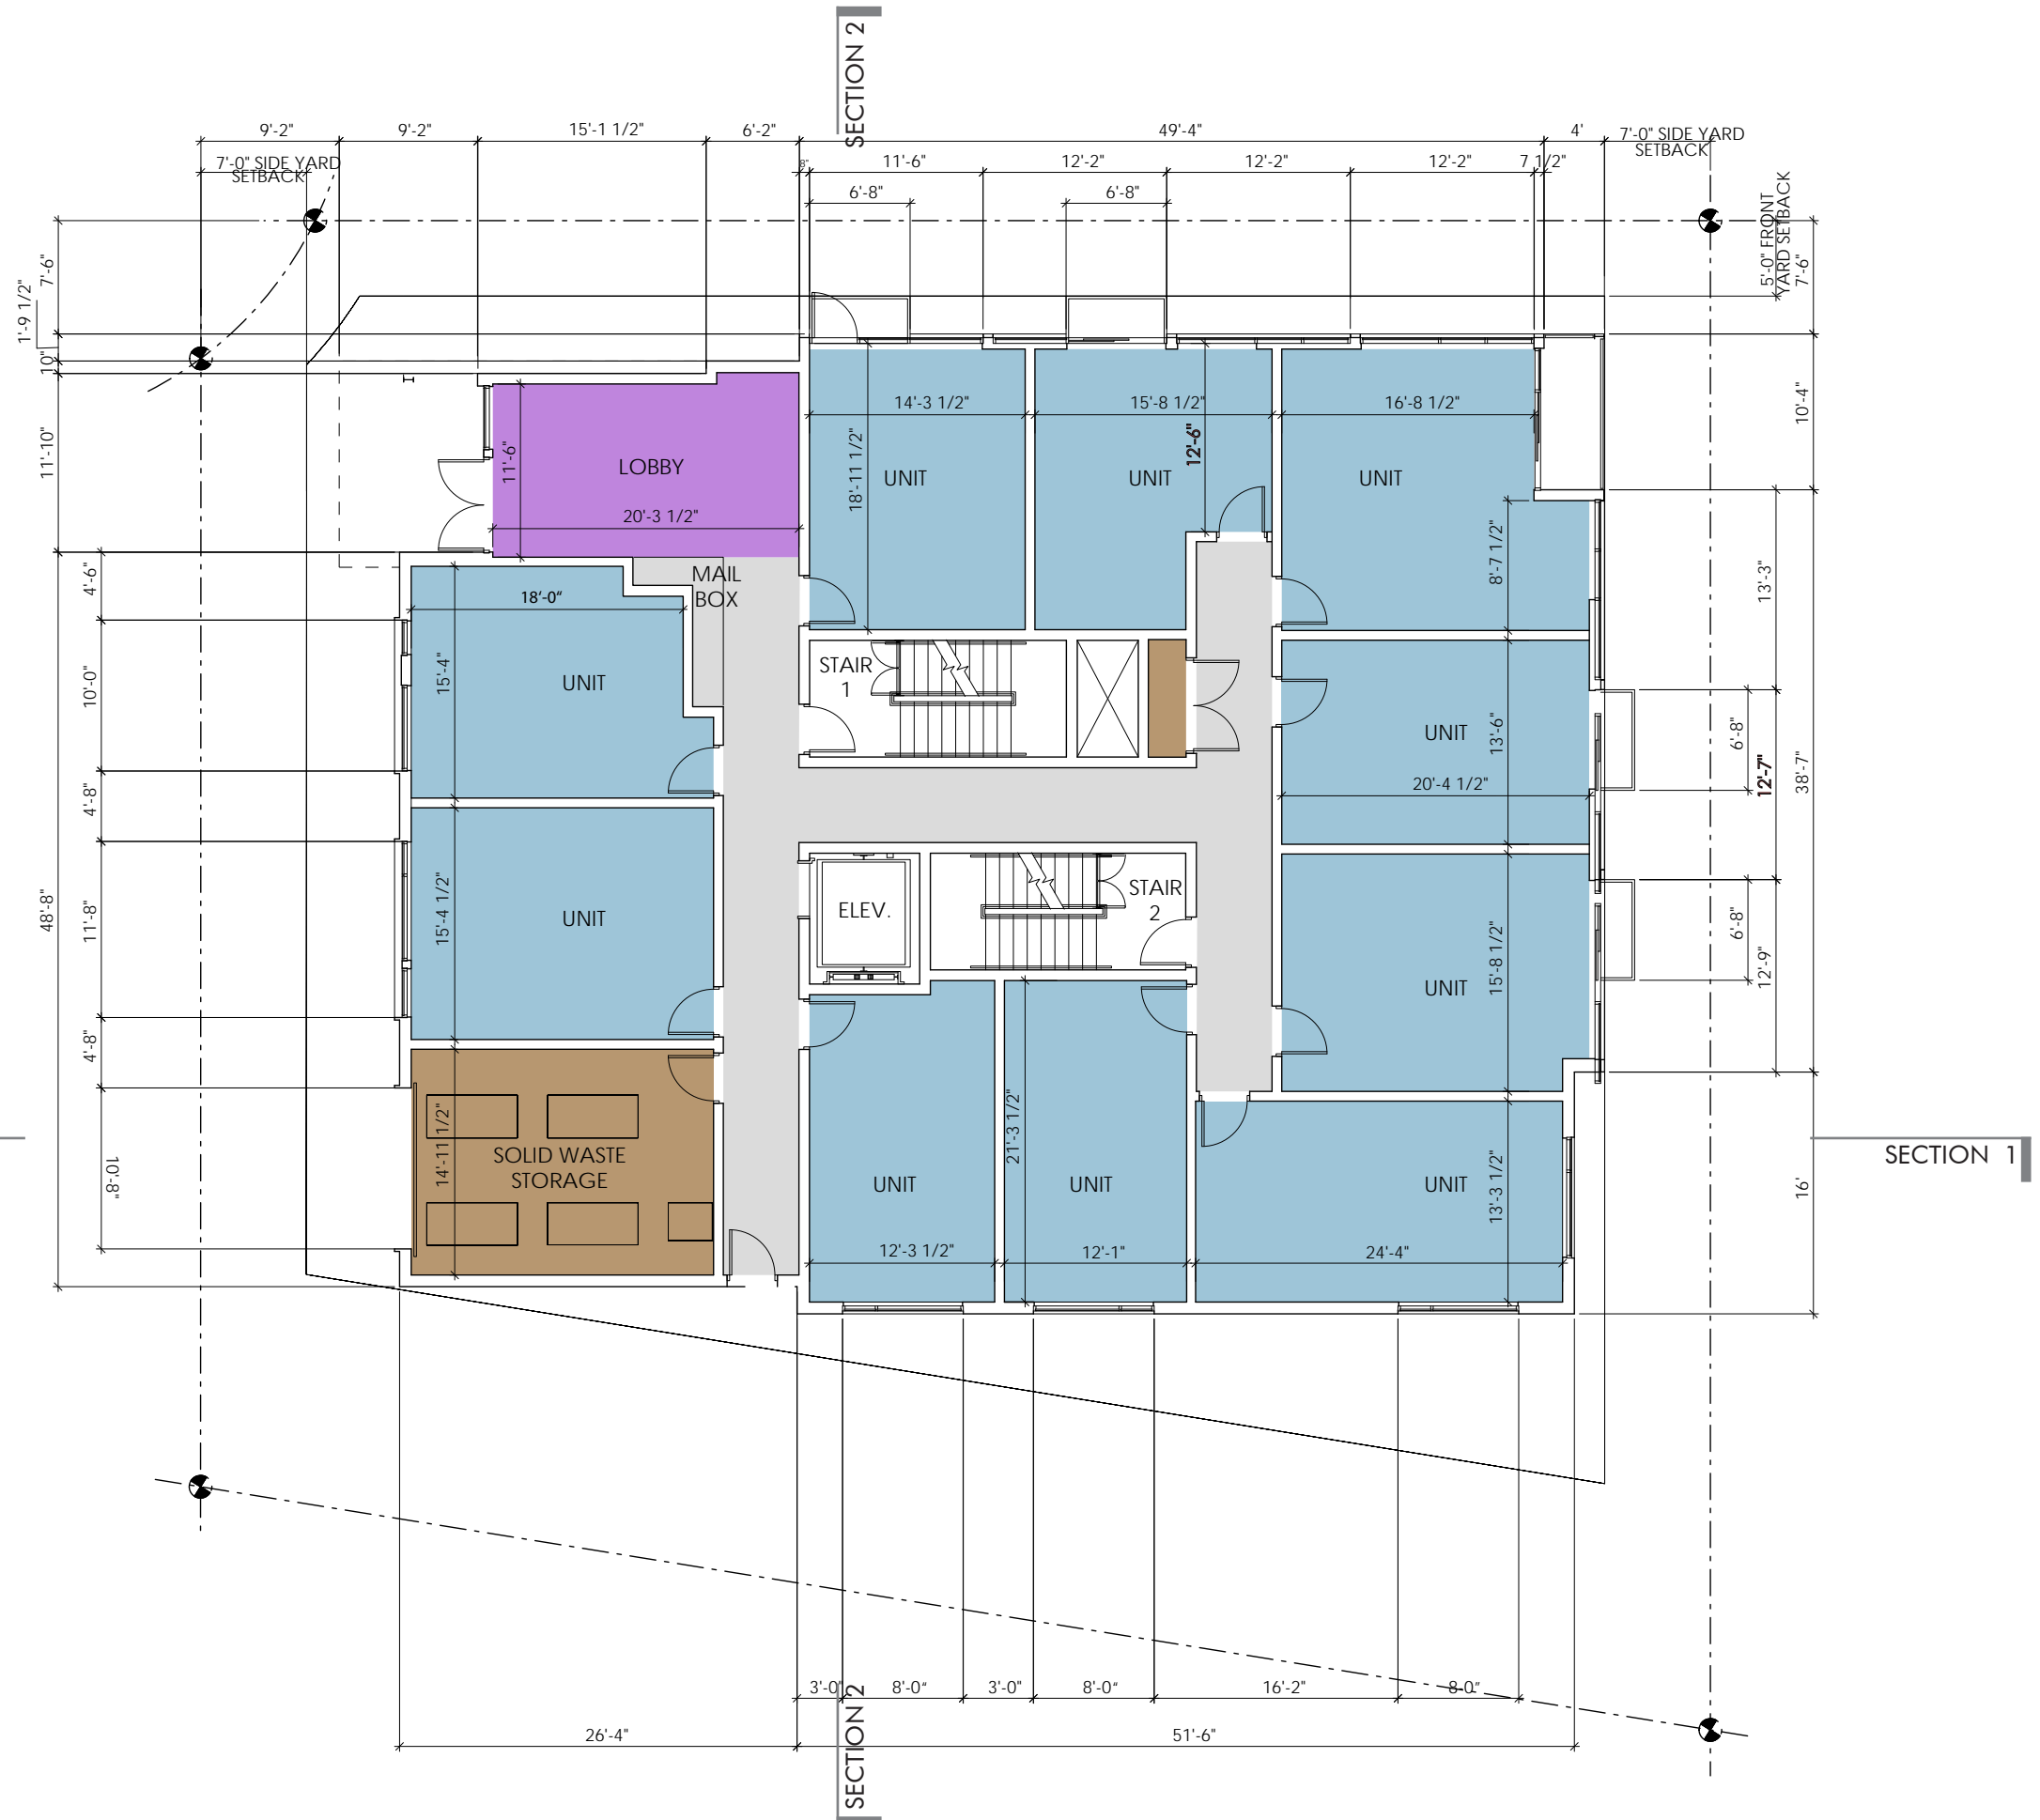 SECTION 2
9'-2"
9'-2"
15'-1 1/2"
6'-2"
49'-4"
4'
7'-0" SIDE YARD
SETBACK
7'-0" SIDE YARD
SETBACK
8"
11'-6"
12'-2"
12'-2"
12'-2"
7 1/2"
6'-8"
6'-8"
5'-0" FRONT
YARD SETBACK
7'-6"
7'-6"
1'-9 1/2"
10"
11'-10"
10'-4"
14'-3 1/2"
15'-8 1/2"
16'-8 1/2"
11'-6"
LOBBY
20'-3 1/2"
18'-11 1/2"
UNIT
12'-6"
UNIT
UNIT
8'-7 1/2"
13'-3"
4'-6"
MAIL
BOX
18'-0"
10'-0"
15'-4"
UNIT
STAIR
1
UNIT
13'-6"
20'-4 1/2"
6'-8"
12'-7"
38'-7"
4'-8"
48'-8"
11'-8"
15'-4 1/2"
UNIT
ELEV.
STAIR
2
15'-8 1/2"
UNIT
6'-8"
12'-9"
4'-8"
10'-8"
14'-11 1/2"
SOLID WASTE
STORAGE
21'-3 1/2"
UNIT
UNIT
UNIT
13'-3 1/2"
16'
SECTION 1
12'-3 1/2"
12'-1"
24'-4"
3'-0"
8'-0"
3'-0"
8'-0"
16'-2"
8-0"
26'-4"
51'-6"
SECTION 2